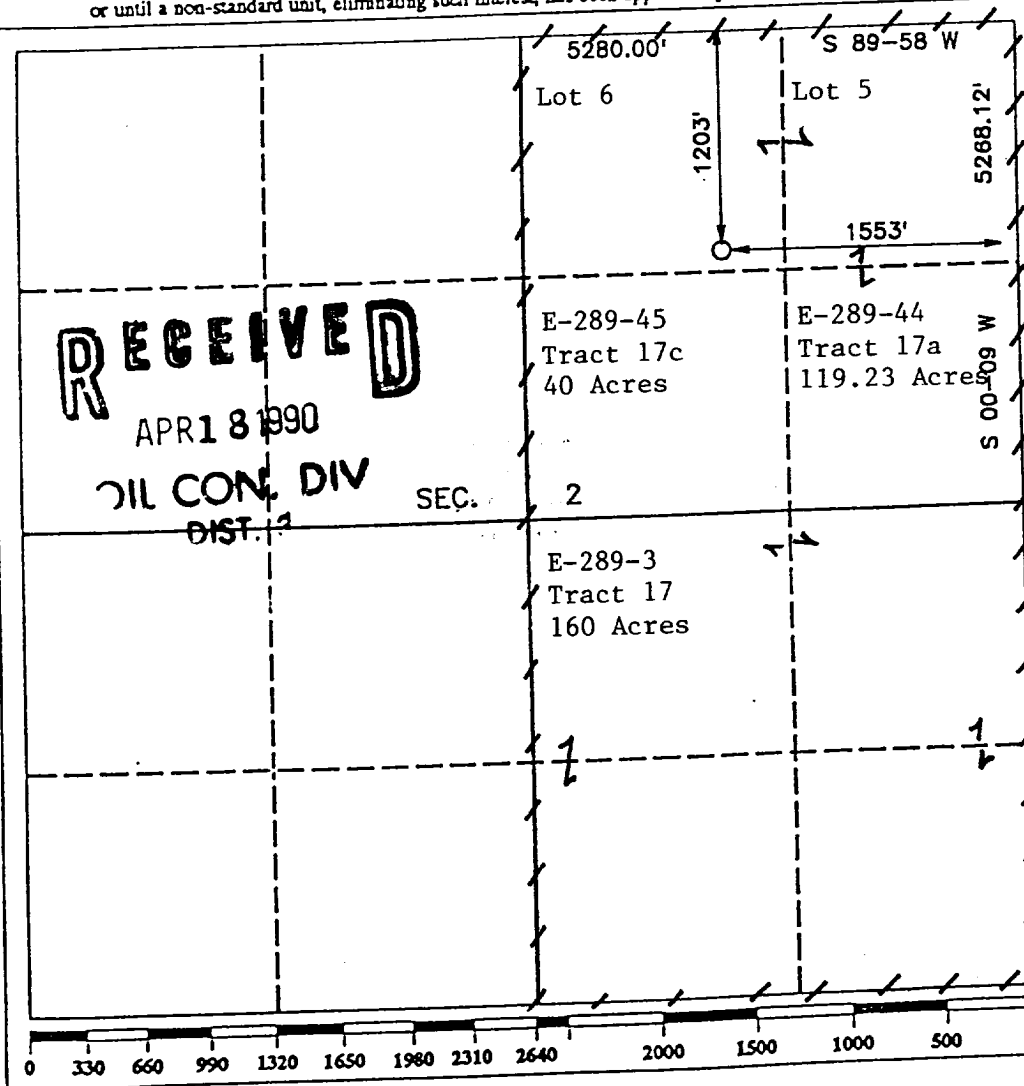 or until a non-standard unit, eliminating such interest, has been
5280.00'
S 89-58 W
Lot 6
Lot 5
1203'
5268.12'
1553'
E-289-45
Tract 17c
40 Acres
E-289-44
Tract 17a
119.23 Acres
S 00-09 W
RECEIVED
APR 18 1990
OIL CON. DIV
DIST.
SEC. 2
E-289-3
Tract 17
160 Acres
0 330 660 990 1320 1650 1980 2310 2640 2000 1500 1000 500